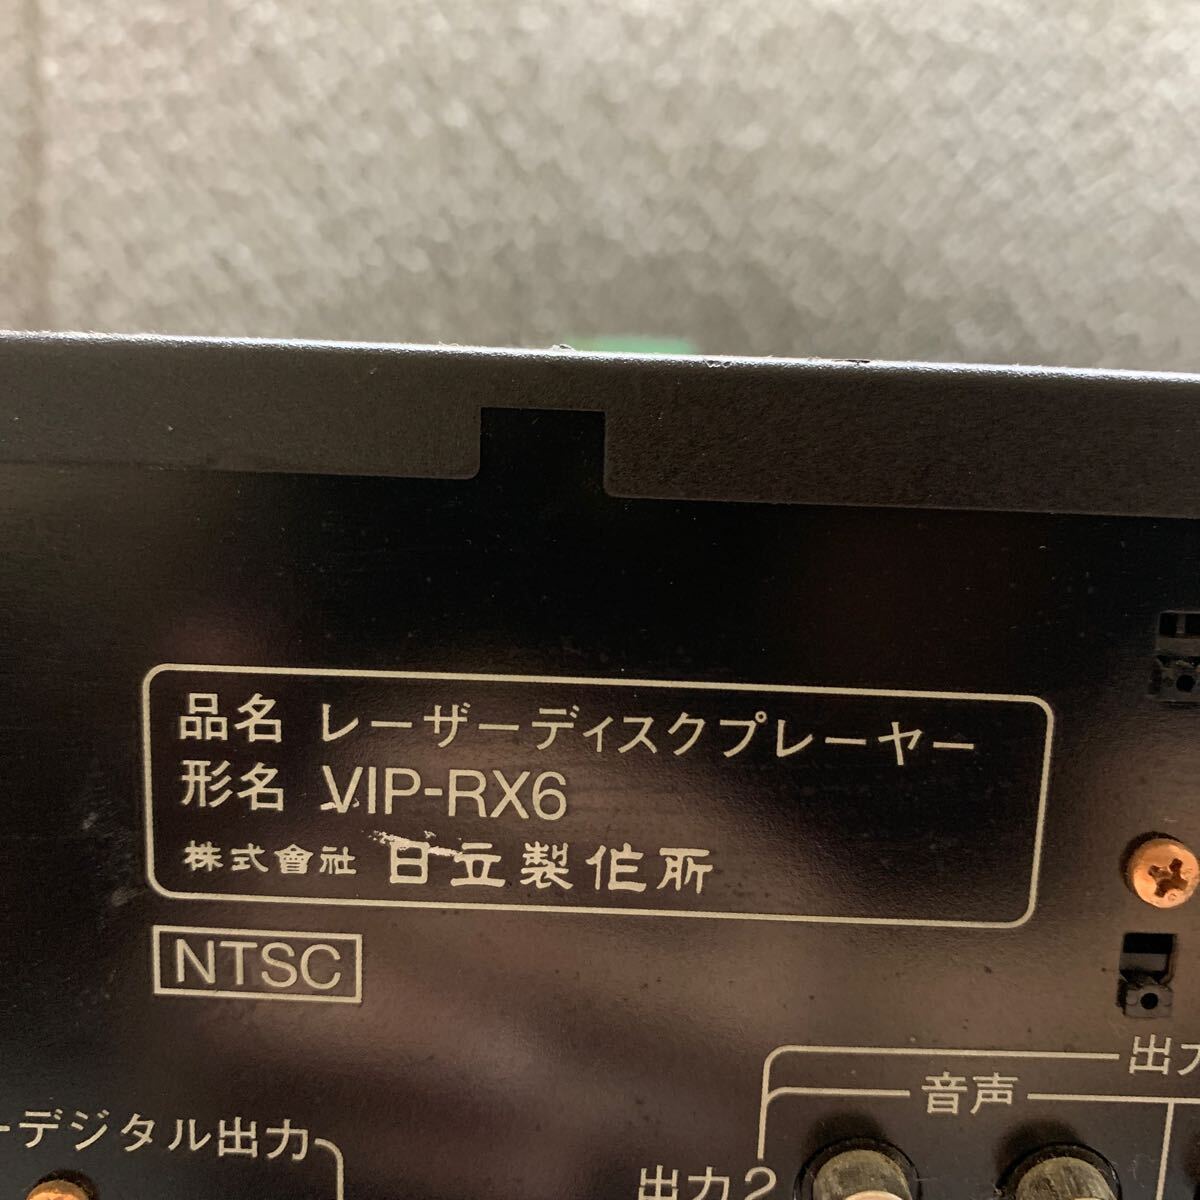 品名 レーザーディスクプレーヤー
形名 VIP-RX6
株式會社 日立製作所
NTSC
出力
音声
デジタル出力
出力2